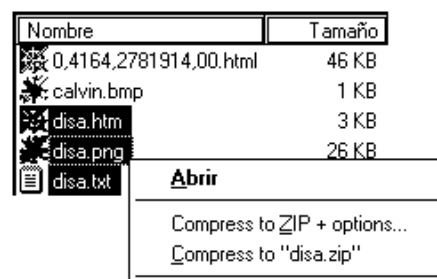 Nombre Tamaño
0,4164,2781914,00.html 46 KB
calvin.bmp 1 KB
disa.htm 3 KB
disa.png 26 KB
disa.txt
Abrir
Compress to ZIP + options...
Compress to "disa.zip"